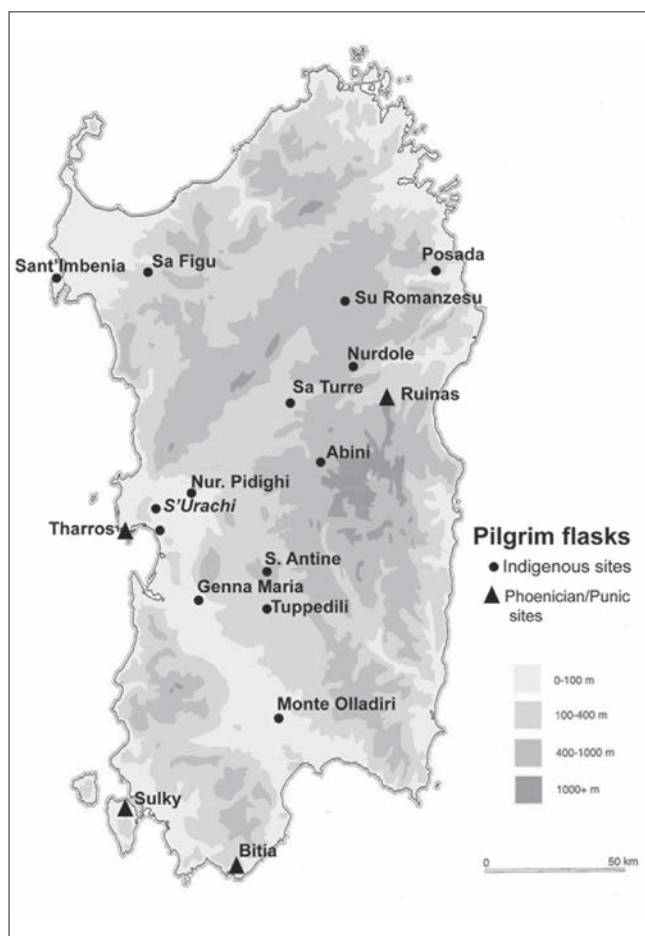 Posada
Sa Figu
Sant'Imbenia
Su Romanzesu
Nurdole
Sa Turre
Ruinas
Abini
Nur. Pidighi
S'Urachi
Tharros
Pilgrim flasks
S. Antine
Indigenous sites
Genna Maria
Phoenician/Punic
sites
Tuppedili
0-100 m
100-400 m
Monte Olladiri
400-1000 m
1000+ m
Sulky
Bitia
0
50 km